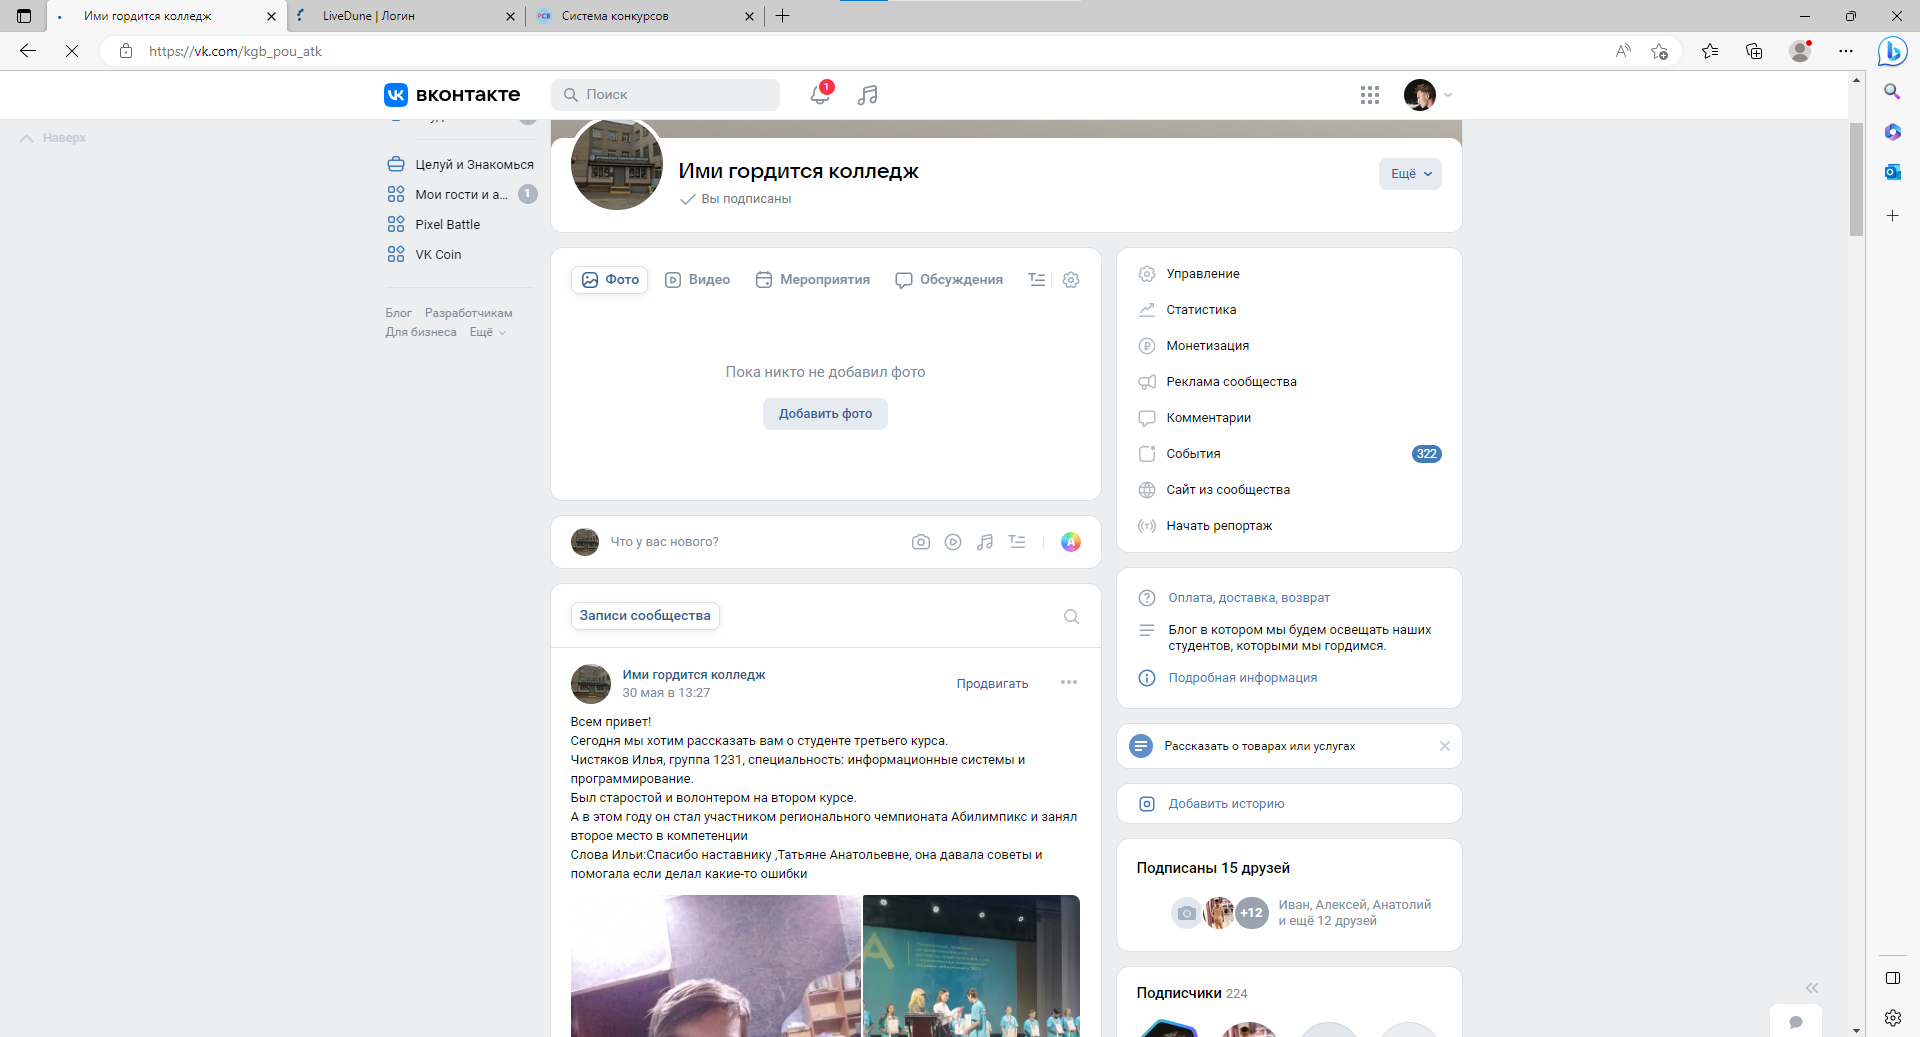 Ими гордится колледж
LiveDune | Логин
РСВ
Система конкурсов
https://vk.com/kgb_pou_atk
вконтакте
Поиск
1
Наверх
Целуй и Знакомься
Мои гости и а...
1
Pixel Battle
VK Coin
Блог Разработчикам
Для бизнеса Ещё
Ими гордится колледж
Вы подписаны
Ещё
Фото
Видео
Мероприятия
Обсуждения
Пока никто не добавил фото
Добавить фото
Что у вас нового?
Записи сообщества
Ими гордится колледж
30 мая в 13:27
Продвигать
Всем привет!
Сегодня мы хотим рассказать вам о студенте третьего курса.
Чистяков Илья, группа 1231, специальность: информационные системы и
программирование.
Был старостой и волонтером на втором курсе.
А в этом году он стал участником регионального чемпионата Абилимпикс и занял
второе место в компетенции
Слова Ильи:Спасибо наставнику ,Татьяне Анатольевне, она давала советы и
помогала если делал какие-то ошибки
Управление
Статистика
Монетизация
Реклама сообщества
Комментарии
События
322
Сайт из сообщества
Начать репортаж
Оплата, доставка, возврат
Блог в котором мы будем освещать наших
студентов, которыми мы гордимся.
Подробная информация
Рассказать о товарах или услугах
Добавить историю
Подписаны 15 друзей
+12
Иван, Алексей, Анатолий
и ещё 12 друзей
Подписчики 224